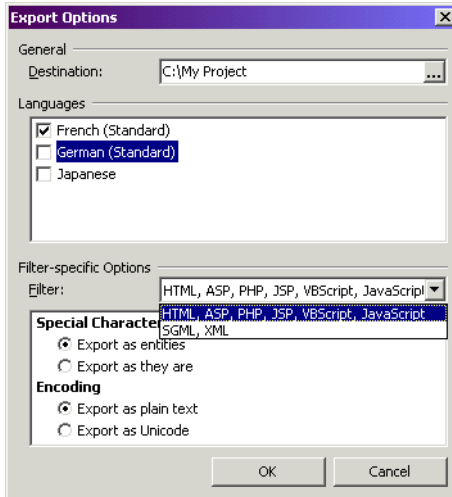 Export Options
General
Destination: C:\My Project ...
Languages
French (Standard)
German (Standard)
Japanese
Filter-specific Options
Filter: HTML, ASP, PHP, JSP, VBScript, JavaScript
HTML, ASP, PHP, JSP, VBScript, JavaScript
SGML, XML
Special Character
Export as entities
Export as they are
Encoding
Export as plain text
Export as Unicode
OK Cancel